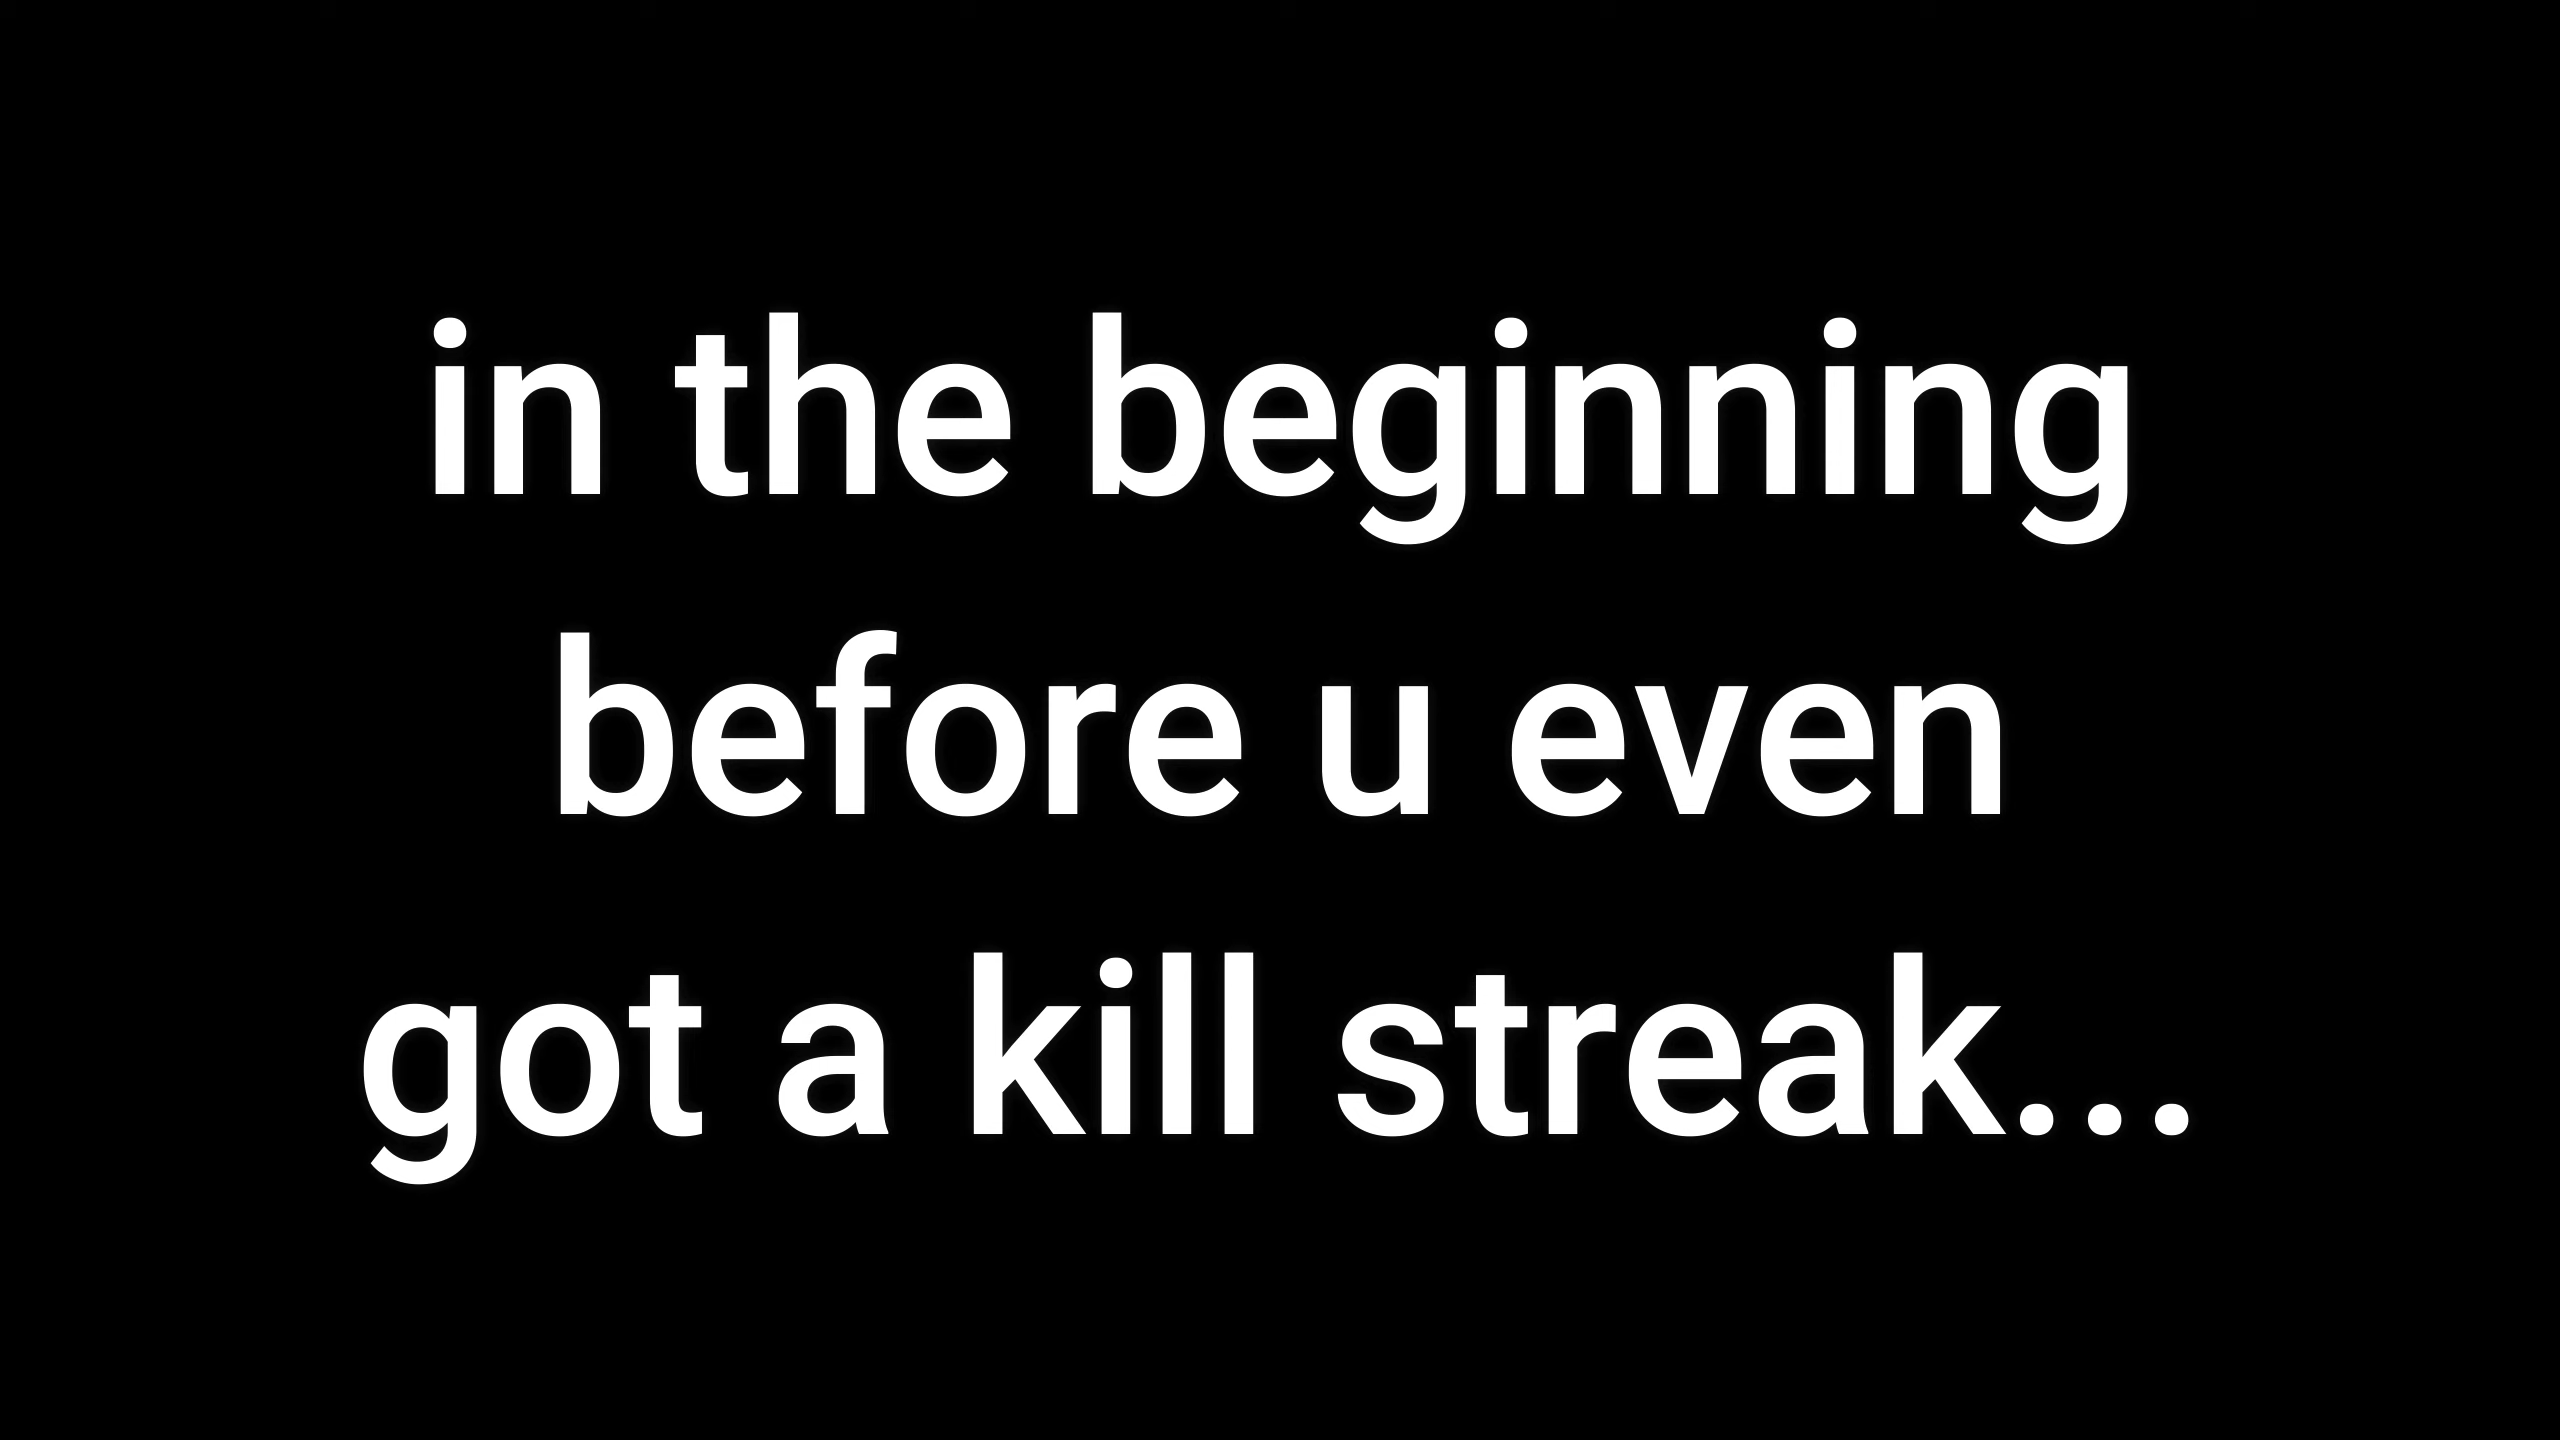 in the beginning
before u even
got a kill streak...